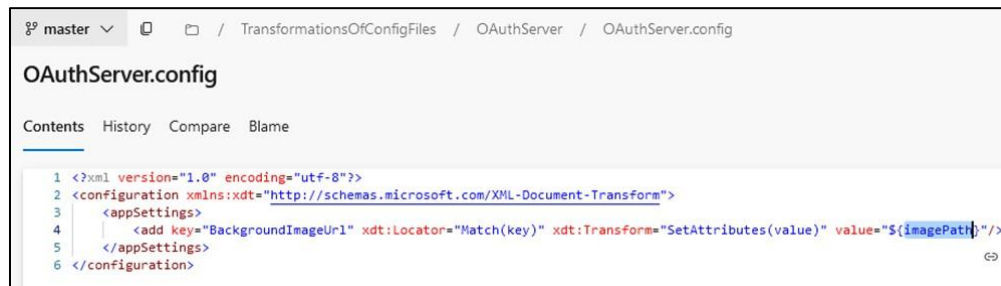 master / TransformationsOfConfigFiles / OAuthServer / OAuthServer.config
OAuthServer.config
Contents History Compare Blame
1 <?xml version="1.0" encoding="utf-8"?>
2 <configuration xmlns:xdt="http://schemas.microsoft.com/XML-Document-Transform">
3 <appSettings>
4 <add key="BackgroundImageUrl" xdt:Locator="Match(key)" xdt:Transform="SetAttributes(value)" value="${imagePath}"/>
5 </appSettings>
6 </configuration>